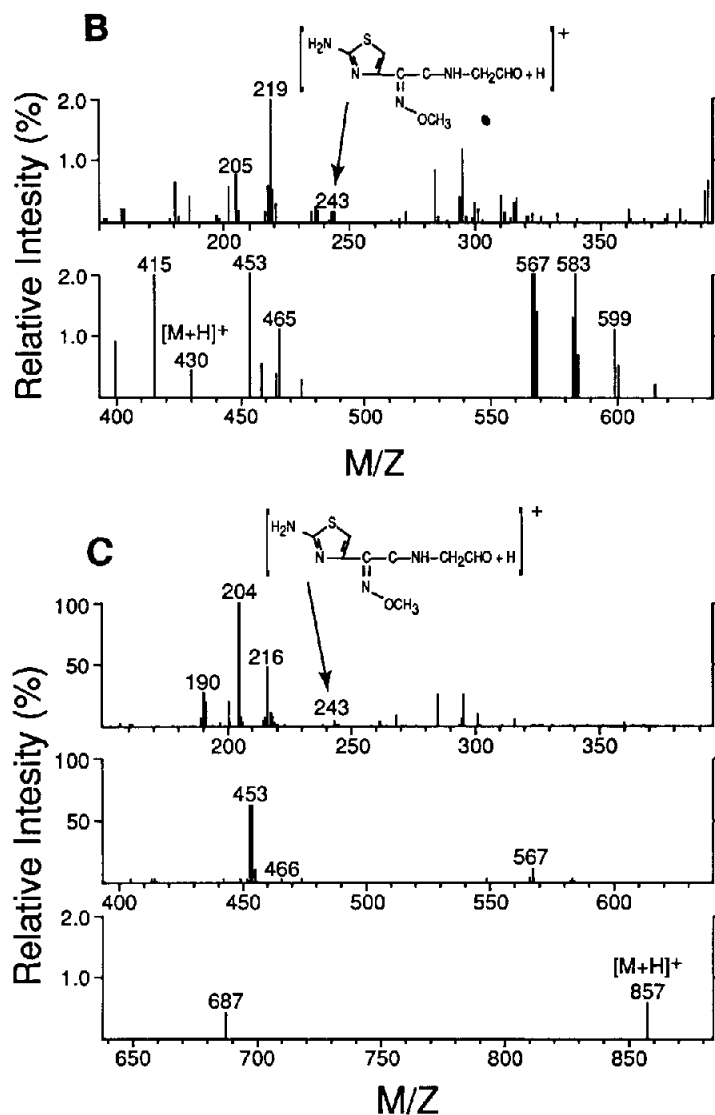 B
H₂N
S
N
C
C
NH
CH₂CHO + H
+
N
OCH₃
Relative Intesity (%)
2.0
1.0
219
205
243
200
250
300
350
2.0
1.0
415
[M+H]⁺
430
453
465
567
583
599
400
450
500
550
600
M/Z
C
H₂N
S
N
C
C
NH
CH₂CHO + H
+
N
OCH₃
Relative Intesity (%)
100
50
204
190
216
243
200
250
300
350
100
50
453
466
567
400
450
500
550
600
2.0
1.0
687
[M+H]⁺
857
650
700
750
800
850
M/Z